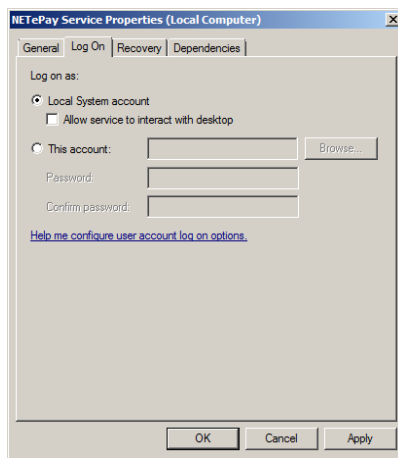 NETePay Service Properties (Local Computer)
General Log On Recovery Dependencies
Log on as:
Local System account
Allow service to interact with desktop
This account:
Browse...
Password:
Confirm password:
Help me configure user account log on options.
OK Cancel Apply